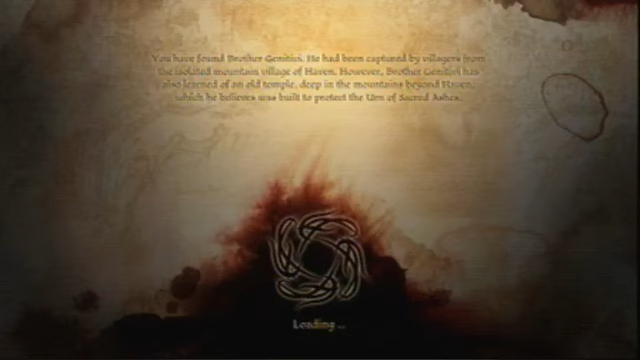 You have found Brother Genitivi. He had been captured by villagers from
the isolated mountain village of Haven. However, Brother Genitivi has
also learned of an old temple, deep in the mountains beyond Haven,
which he believes was built to protect the Urn of Sacred Ashes.
Loading ...